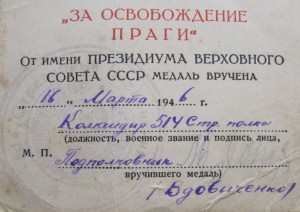 „ЗА ОСВОБОЖДЕНИЕ
ПРАГИ“
От имени ПРЕЗИДИУМА ВЕРХОВНОГО
СОВЕТА СССР МЕДАЛЬ ВРУЧЕНА
„16“ Марта 1946 г.
Командир 514 Стр. полка
(должность, военное звание и подпись лица,
М. П. Подполковник
вручившего медаль)
Вдовиченко